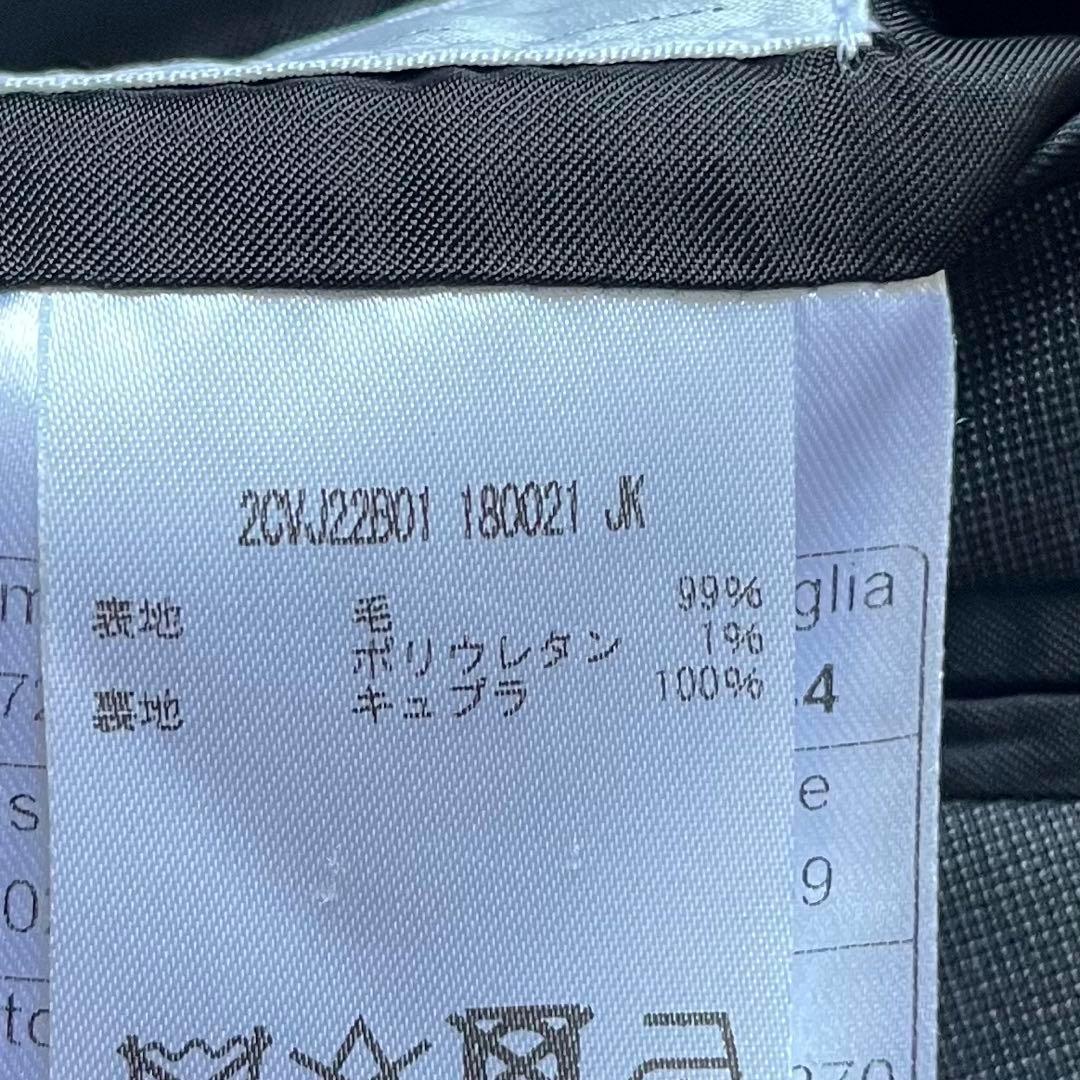 2CVJ22B01 180021 JK
表地 毛 99%
ポリウレタン 1%
裏地 キュプラ 100%
glia
4
s
e
9